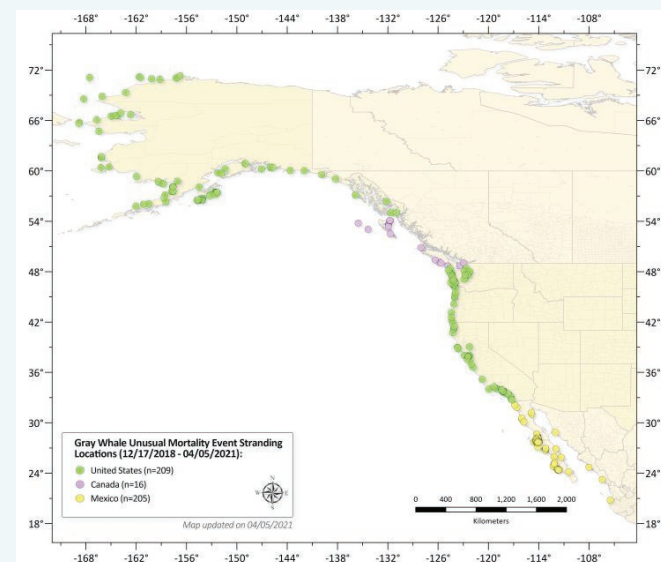 -168° -162° -156° -150° -144° -138° -132° -126° -120° -114° -108°
72° 72°
66° 66°
60° 60°
54° 54°
48° 48°
42° 42°
36° 36°
30° 30°
24° 24°
18° 18°
Gray Whale Unusual Mortality Event Stranding
Locations (12/17/2018 - 04/05/2021):
United States (n=209)
Canada (n=16)
Mexico (n=205)
N
W E
S
Map updated on 04/05/2021
0 400 800 1,200 1,600 2,000
Kilometers
-168° -162° -156° -150° -144° -138° -132° -126° -120° -114° -108°